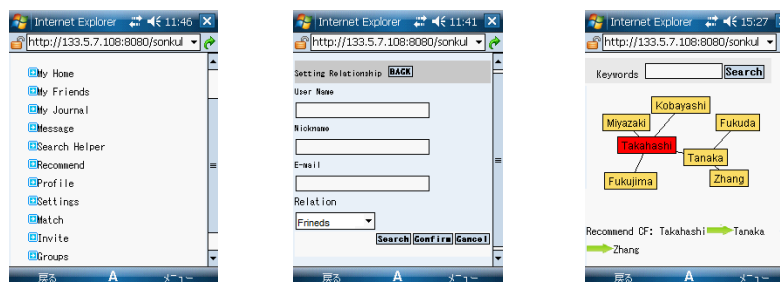 Internet Explorer 11:46
http://133.5.7.108:8080/sonkul
My Home
My Friends
My Journal
Message
Search Helper
Recommend
Profile
Settings
Match
Invite
Groups
戻る A メニュー
Internet Explorer 11:41
http://133.5.7.108:8080/sonkul
Setting Relationship BACK
User Name
Nickname
E-mail
Relation
Frineds
Search Confirm Cancel
戻る A メニュー
Internet Explorer 15:27
http://133.5.7.108:8080/sonkul
Keywords Search
Kobayashi
Miyazaki Fukuda
Takahashi
Tanaka
Fukujima Zhang
Recommend CF: Takahashi Tanaka
Zhang
戻る A メニュー